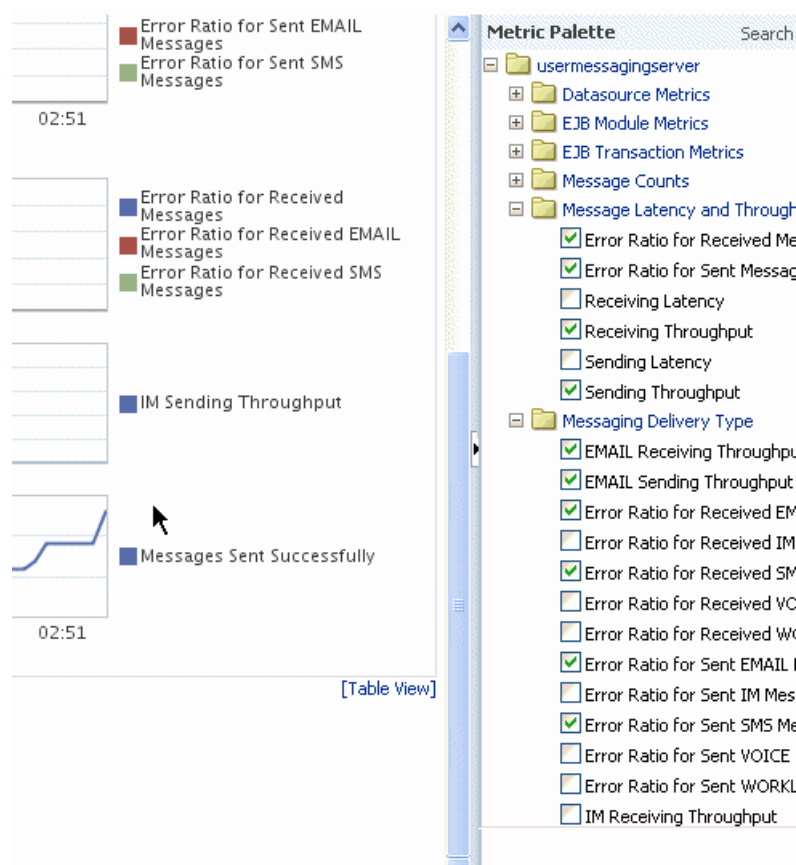 Error Ratio for Sent EMAIL
Messages
Error Ratio for Sent SMS
Messages
02:51
Error Ratio for Received
Messages
Error Ratio for Received EMAIL
Messages
Error Ratio for Received SMS
Messages
IM Sending Throughput
Messages Sent Successfully
02:51
[Table View]
Metric Palette Search
usermessagingserver
Datasource Metrics
EJB Module Metrics
EJB Transaction Metrics
Message Counts
Message Latency and Through
Error Ratio for Received Me
Error Ratio for Sent Messag
Receiving Latency
Receiving Throughput
Sending Latency
Sending Throughput
Messaging Delivery Type
EMAIL Receiving Throughpu
EMAIL Sending Throughput
Error Ratio for Received EM
Error Ratio for Received IM
Error Ratio for Received SM
Error Ratio for Received VO
Error Ratio for Received WO
Error Ratio for Sent EMAIL
Error Ratio for Sent IM Mes
Error Ratio for Sent SMS Me
Error Ratio for Sent VOICE
Error Ratio for Sent WORKL
IM Receiving Throughput